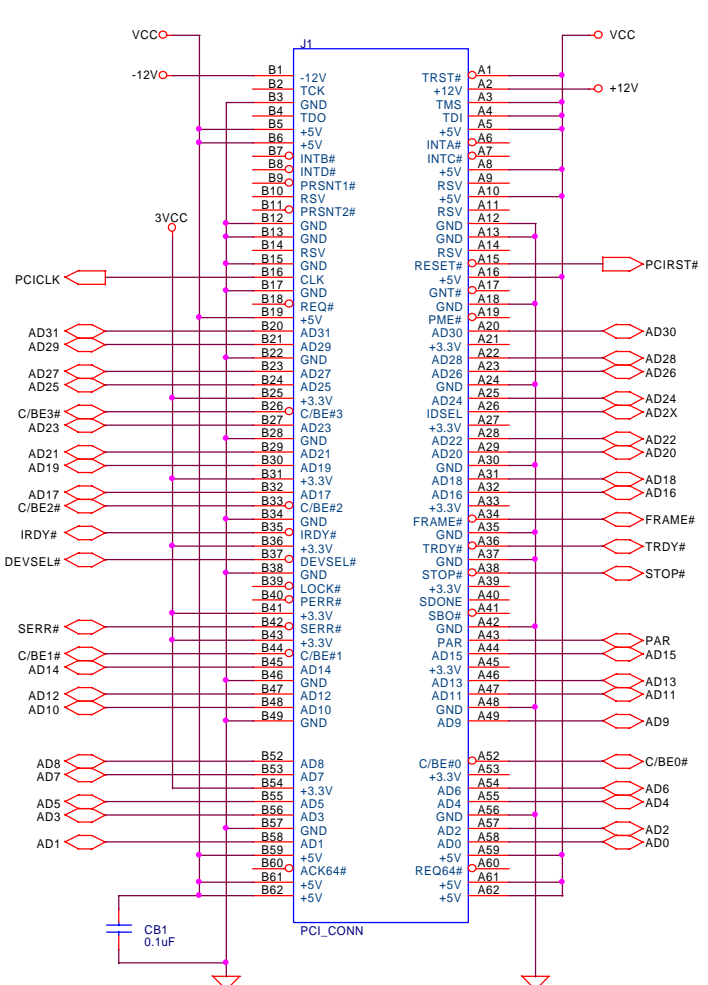 VCC
J1
VCC
-12V
B1
-12V
TRST#
A1
B2
TCK
+12V
A2
+12V
B3
GND
TMS
A3
B4
TDO
TDI
A4
B5
+5V
+5V
A5
B6
+5V
INTA#
A6
B7
INTB#
INTC#
A7
B8
INTD#
+5V
A8
B9
PRSNT1#
RSV
A9
B10
RSV
+5V
A10
B11
PRSNT2#
RSV
A11
3VCC
B12
GND
GND
A12
B13
GND
GND
A13
B14
RSV
RSV
A14
B15
GND
RESET#
A15
PCIRST#
PCICLK
B16
CLK
+5V
A16
B17
GND
GNT#
A17
B18
REQ#
GND
A18
B19
+5V
PME#
A19
AD31
B20
AD31
AD30
A20
AD30
AD29
B21
AD29
+3.3V
A21
B22
GND
AD28
A22
AD28
AD27
B23
AD27
AD26
A23
AD26
AD25
B24
AD25
GND
A24
B25
+3.3V
AD24
A25
AD24
C/BE3#
B26
C/BE#3
IDSEL
A26
AD2X
AD23
B27
AD23
+3.3V
A27
B28
GND
AD22
A28
AD22
AD21
B29
AD21
AD20
A29
AD20
AD19
B30
AD19
GND
A30
B31
+3.3V
AD18
A31
AD18
AD17
B32
AD17
AD16
A32
AD16
C/BE2#
B33
C/BE#2
+3.3V
A33
B34
GND
FRAME#
A34
FRAME#
IRDY#
B35
IRDY#
GND
A35
B36
+3.3V
TRDY#
A36
TRDY#
DEVSEL#
B37
DEVSEL#
GND
A37
B38
GND
STOP#
A38
STOP#
B39
LOCK#
+3.3V
A39
B40
PERR#
SDONE
A40
B41
+3.3V
SBO#
A41
SERR#
B42
SERR#
GND
A42
B43
+3.3V
PAR
A43
PAR
C/BE1#
B44
C/BE#1
AD15
A44
AD15
AD14
B45
AD14
+3.3V
A45
B46
GND
AD13
A46
AD13
AD12
B47
AD12
AD11
A47
AD11
AD10
B48
AD10
GND
A48
B49
GND
AD9
A49
AD9
AD8
B52
AD8
C/BE#0
A52
C/BE0#
AD7
B53
AD7
+3.3V
A53
B54
+3.3V
AD6
A54
AD6
AD5
B55
AD5
AD4
A55
AD4
AD3
B56
AD3
GND
A56
B57
GND
AD2
A57
AD2
AD1
B58
AD1
AD0
A58
AD0
B59
+5V
+5V
A59
B60
ACK64#
REQ64#
A60
B61
+5V
+5V
A61
B62
+5V
+5V
A62
CB1
0.1uF
PCI_CONN